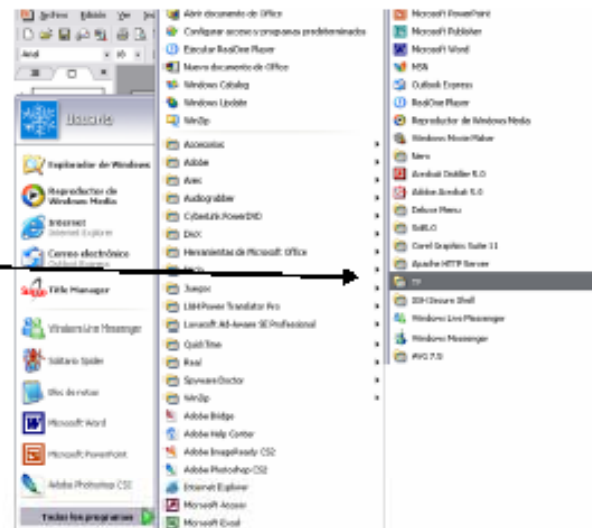 Archivo Edición Ver
Arial
10
Usuario
Explorador de Windows
Reproductor de
Windows Media
Internet
Internet Explorer
Correo electrónico
Outlook Express
Title Manager
Windows Live Messenger
Solitario Spider
Bloc de notas
Microsoft Word
Microsoft PowerPoint
Adobe Photoshop CS2
Todos los programas
Abrir documento de Office
Configurar acceso y programas predeterminados
Ejecutar RealOne Player
Nuevo documento de Office
Windows Catalog
Windows Update
WinZip
Accesorios
Adobe
Ares
Audiograbber
CyberLink PowerDVD
DivX
Herramientas de Microsoft Office
Juegos
L&H Power Translator Pro
Lavasoft Ad-Aware SE Professional
QuickTime
Real
Spyware Doctor
WinZip
Adobe Bridge
Adobe Help Center
Adobe ImageReady CS2
Adobe Photoshop CS2
Internet Explorer
Microsoft Access
Microsoft Excel
Microsoft PowerPoint
Microsoft Publisher
Microsoft Word
MSN
Outlook Express
RealOne Player
Reproductor de Windows Media
Windows Movie Maker
Nero
Acrobat Distiller 5.0
Adobe Acrobat 5.0
Deluxe Menu
Corel Graphics Suite 11
Apache HTTP Server
SSH Secure Shell
Windows Live Messenger
Windows Messenger
AVG 7.5